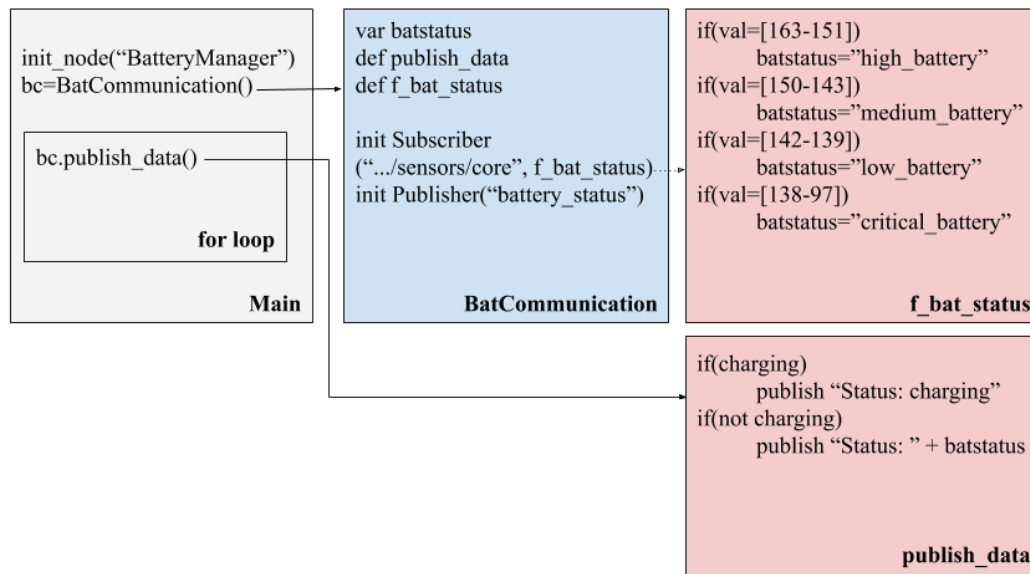 init_node(“BatteryManager”)
bc=BatCommunication()
bc.publish_data()
for loop
Main
var batstatus
def publish_data
def f_bat_status
init Subscriber
(“.../sensors/core”, f_bat_status)
init Publisher(“battery_status”)
BatCommunication
if(val=[163-151])
batstatus=”high_battery”
if(val=[150-143])
batstatus=”medium_battery”
if(val=[142-139])
batstatus=”low_battery”
if(val=[138-97])
batstatus=”critical_battery”
f_bat_status
if(charging)
publish “Status: charging”
if(not charging)
publish “Status: ” + batstatus
publish_data